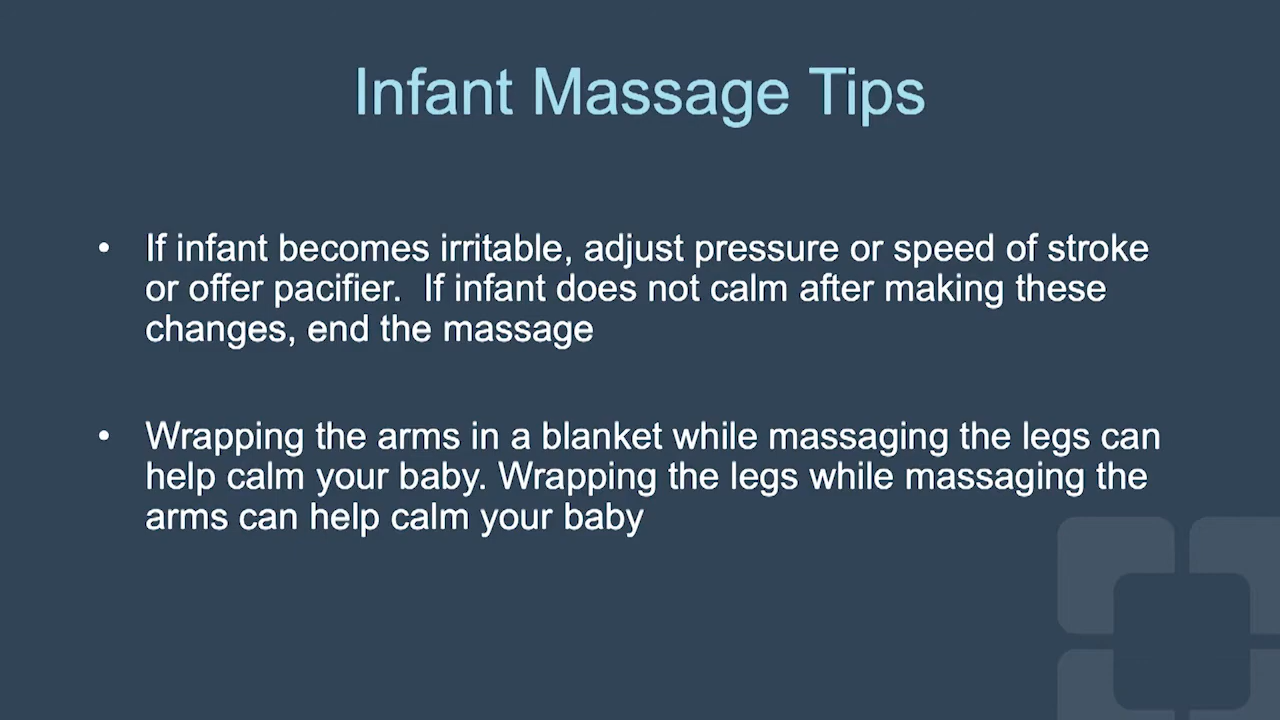 Infant Massage Tips
• If infant becomes irritable, adjust pressure or speed of stroke
or offer pacifier.  If infant does not calm after making these
changes, end the massage
• Wrapping the arms in a blanket while massaging the legs can
help calm your baby. Wrapping the legs while massaging the
arms can help calm your baby